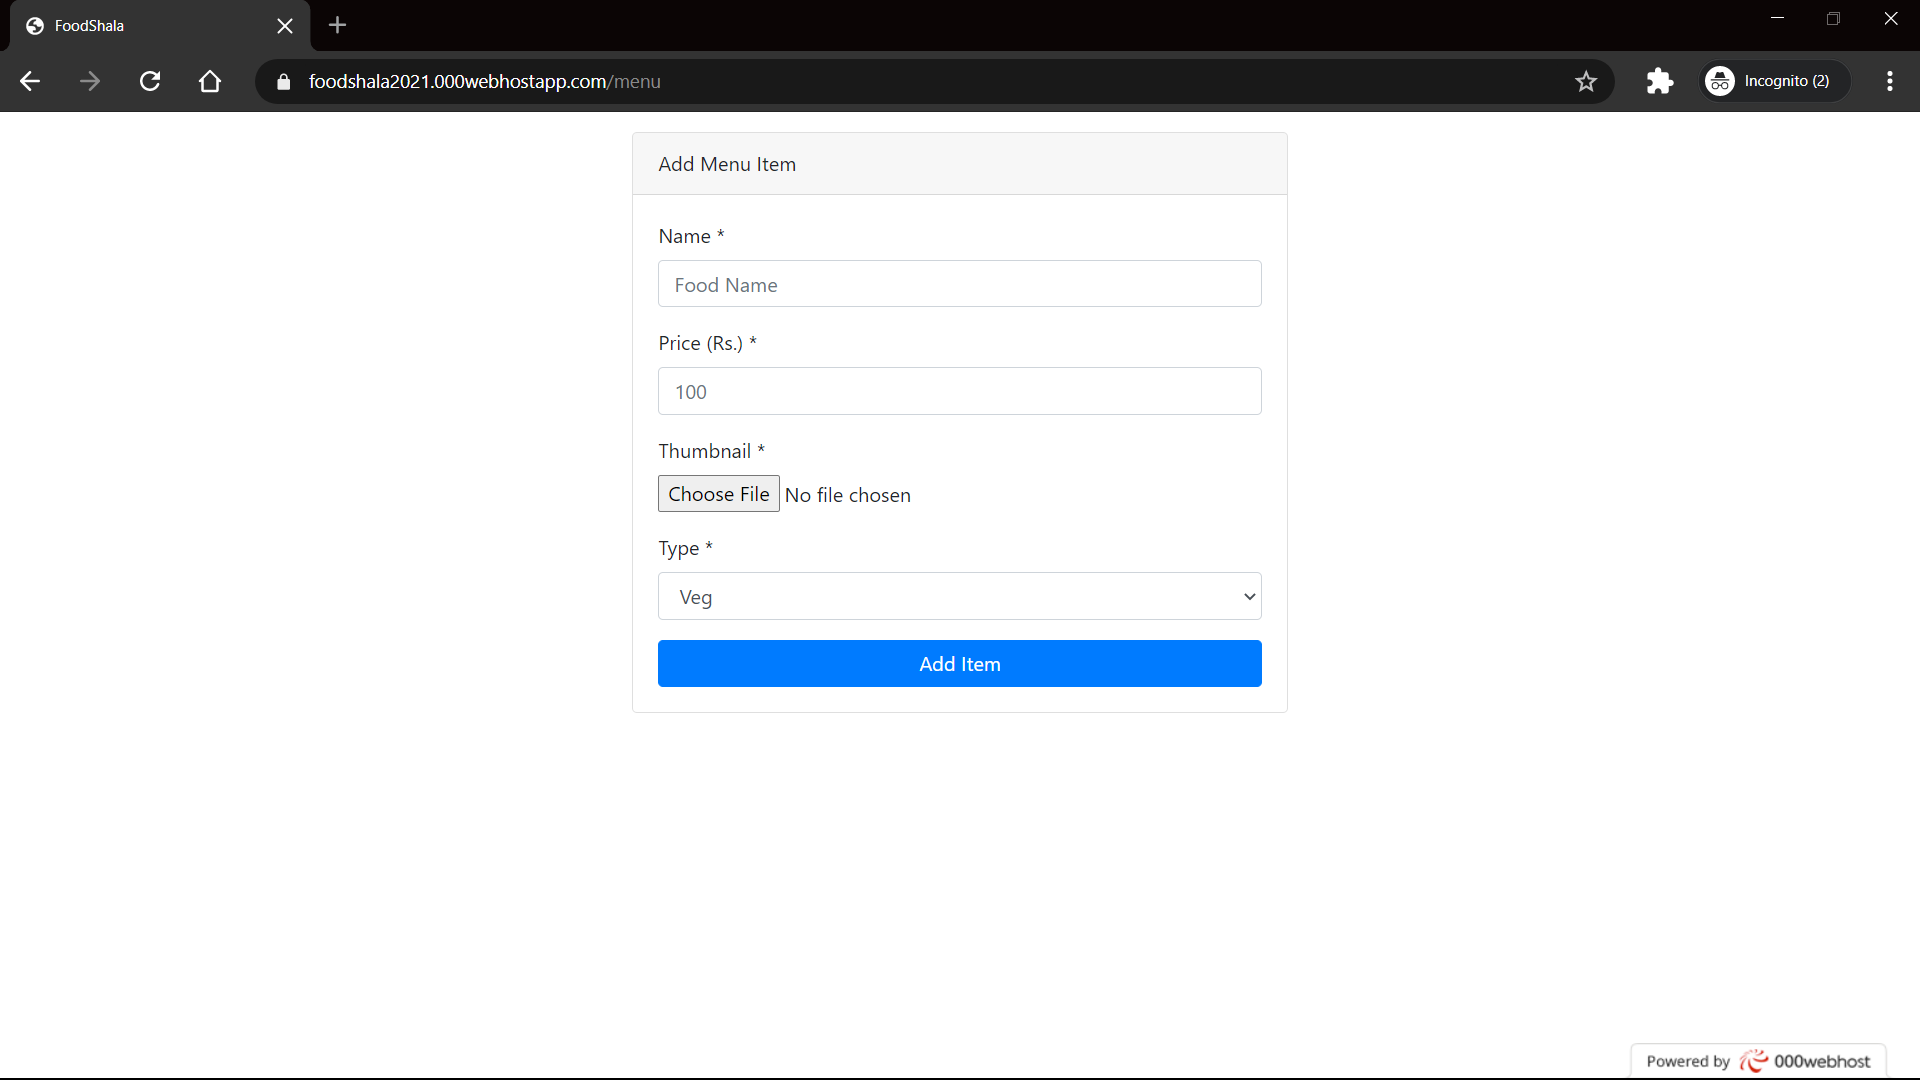 FoodShala
foodshala2021.000webhostapp.com/menu
Incognito (2)
Add Menu Item
Name *
Food Name
Price (Rs.) *
100
Thumbnail *
Choose File No file chosen
Type *
Veg
Add Item
Powered by 000webhost